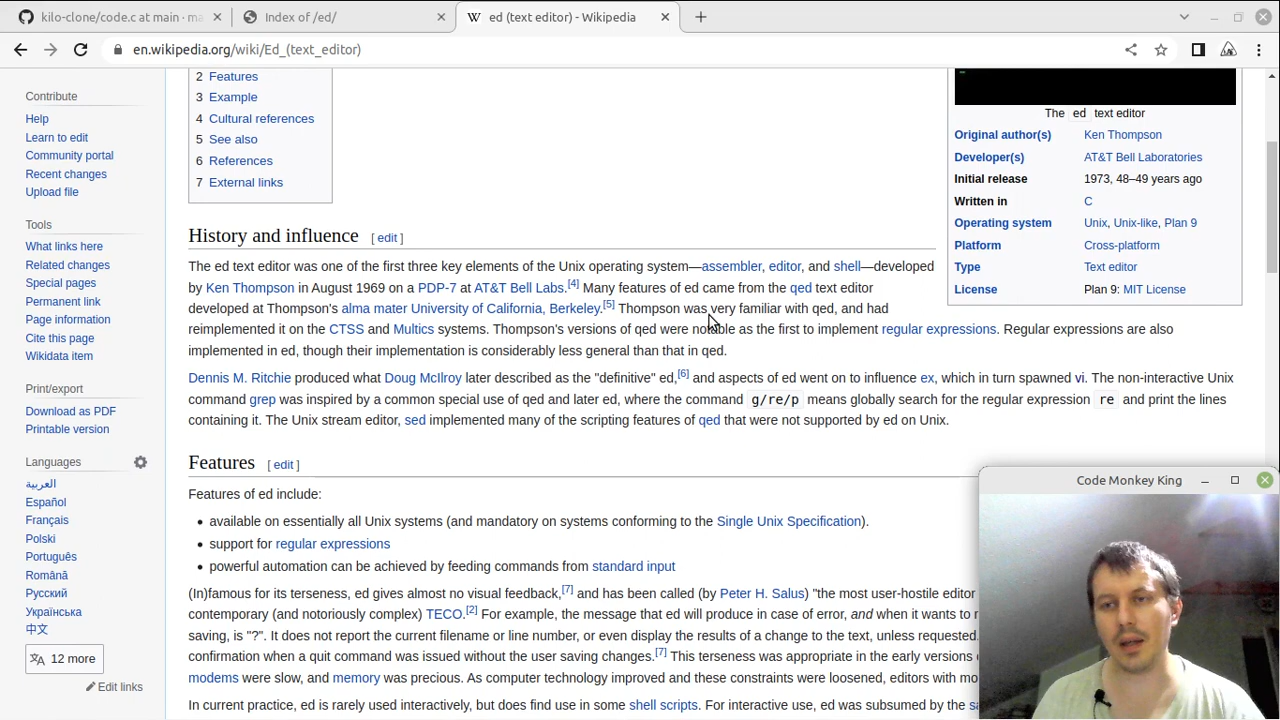 kilo-clone/code.c at main · ma
Index of /ed/
ed (text editor) - Wikipedia
en.wikipedia.org/wiki/Ed_(text_editor)
Contribute
Help
Learn to edit
Community portal
Recent changes
Upload file
Tools
What links here
Related changes
Special pages
Permanent link
Page information
Cite this page
Wikidata item
Print/export
Download as PDF
Printable version
Languages
العربية
Español
Français
Polski
Português
Română
Русский
Українська
中文
12 more
Edit links
2 Features
3 Example
4 Cultural references
5 See also
6 References
7 External links
The ed text editor
Original author(s) Ken Thompson
Developer(s) AT&T Bell Laboratories
Initial release 1973, 48–49 years ago
Written in C
Operating system Unix, Unix-like, Plan 9
Platform Cross-platform
Type Text editor
License Plan 9: MIT License
History and influence [ edit ]
The ed text editor was one of the first three key elements of the Unix operating system—assembler, editor, and shell—developed
by Ken Thompson in August 1969 on a PDP-7 at AT&T Bell Labs.[4] Many features of ed came from the qed text editor
developed at Thompson's alma mater University of California, Berkeley.[5] Thompson was very familiar with qed, and had
reimplemented it on the CTSS and Multics systems. Thompson's versions of qed were notable as the first to implement regular expressions. Regular expressions are also
implemented in ed, though their implementation is considerably less general than that in qed.
Dennis M. Ritchie produced what Doug McIlroy later described as the "definitive" ed,[6] and aspects of ed went on to influence ex, which in turn spawned vi. The non-interactive Unix
command grep was inspired by a common special use of qed and later ed, where the command g/re/p means globally search for the regular expression re and print the lines
containing it. The Unix stream editor, sed implemented many of the scripting features of qed that were not supported by ed on Unix.
Features [ edit ]
Features of ed include:
• available on essentially all Unix systems (and mandatory on systems conforming to the Single Unix Specification).
• support for regular expressions
• powerful automation can be achieved by feeding commands from standard input
(In)famous for its terseness, ed gives almost no visual feedback,[7] and has been called (by Peter H. Salus) "the most user-hostile editor
contemporary (and notoriously complex) TECO.[2] For example, the message that ed will produce in case of error, and when it wants to
saving, is "?". It does not report the current filename or line number, or even display the results of a change to the text, unless requested.
confirmation when a quit command was issued without the user saving changes.[7] This terseness was appropriate in the early versions
modems were slow, and memory was precious. As computer technology improved and these constraints were loosened, editors with mo
In current practice, ed is rarely used interactively, but does find use in some shell scripts. For interactive use, ed was subsumed by the
Code Monkey King